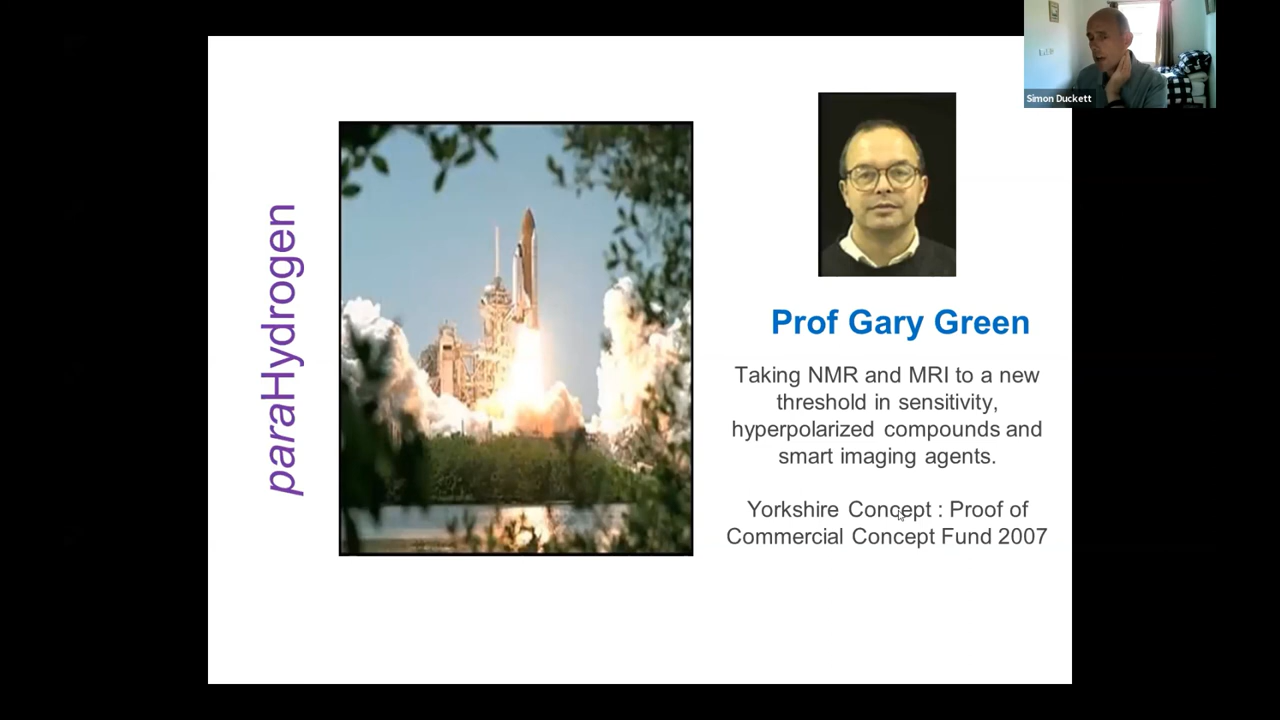 Simon Duckett
paraHydrogen
Prof Gary Green
Taking NMR and MRI to a new
threshold in sensitivity,
hyperpolarized compounds and
smart imaging agents.
Yorkshire Concept : Proof of
Commercial Concept Fund 2007